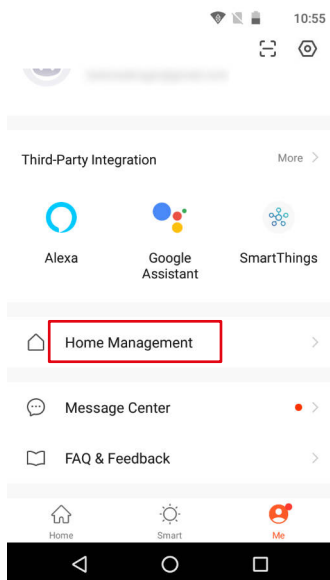 10:55
Third-Party Integration
More
Alexa
Google
Assistant
SmartThings
Home Management
Message Center
FAQ & Feedback
Home
Smart
Me